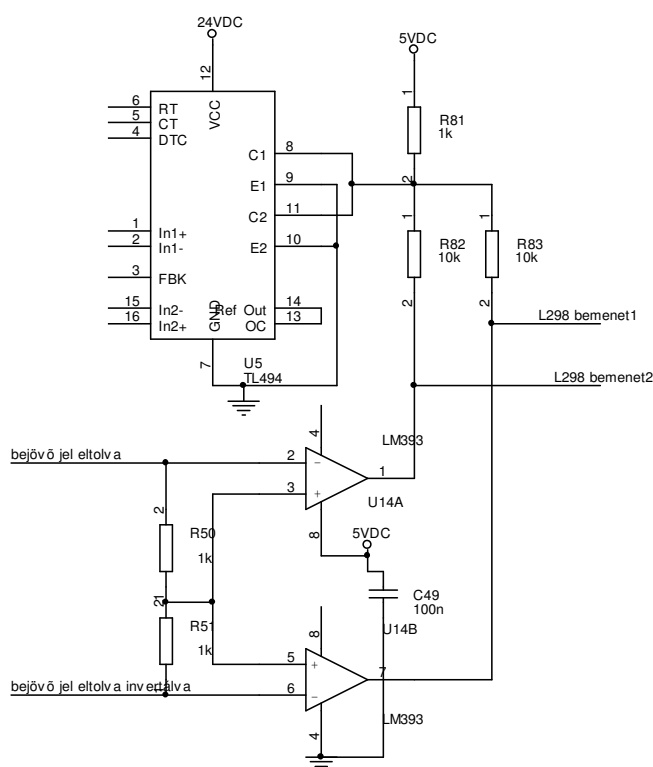 24VDC
5VDC
12
VCC
6 RT
5 CT
4 DTC
1 In1+
2 In1-
3 FBK
15 In2-
16 In2+
C1 8
E1 9
C2 11
E2 10
Ref Out 14
OC 13
GND
7
U5
TL494
1
R81
1k
2
1
R82
10k
2
1
R83
10k
2
L298 bemenet1
L298 bemenet2
bejövõ jel eltolva
4
LM393
2
−
3
+
1
U14A
8
5VDC
2
R50
1k
1
2
R51
1k
1
C49
100n
U14B
8
5
+
6
−
7
bejövõ jel eltolva invertálva
LM393
4